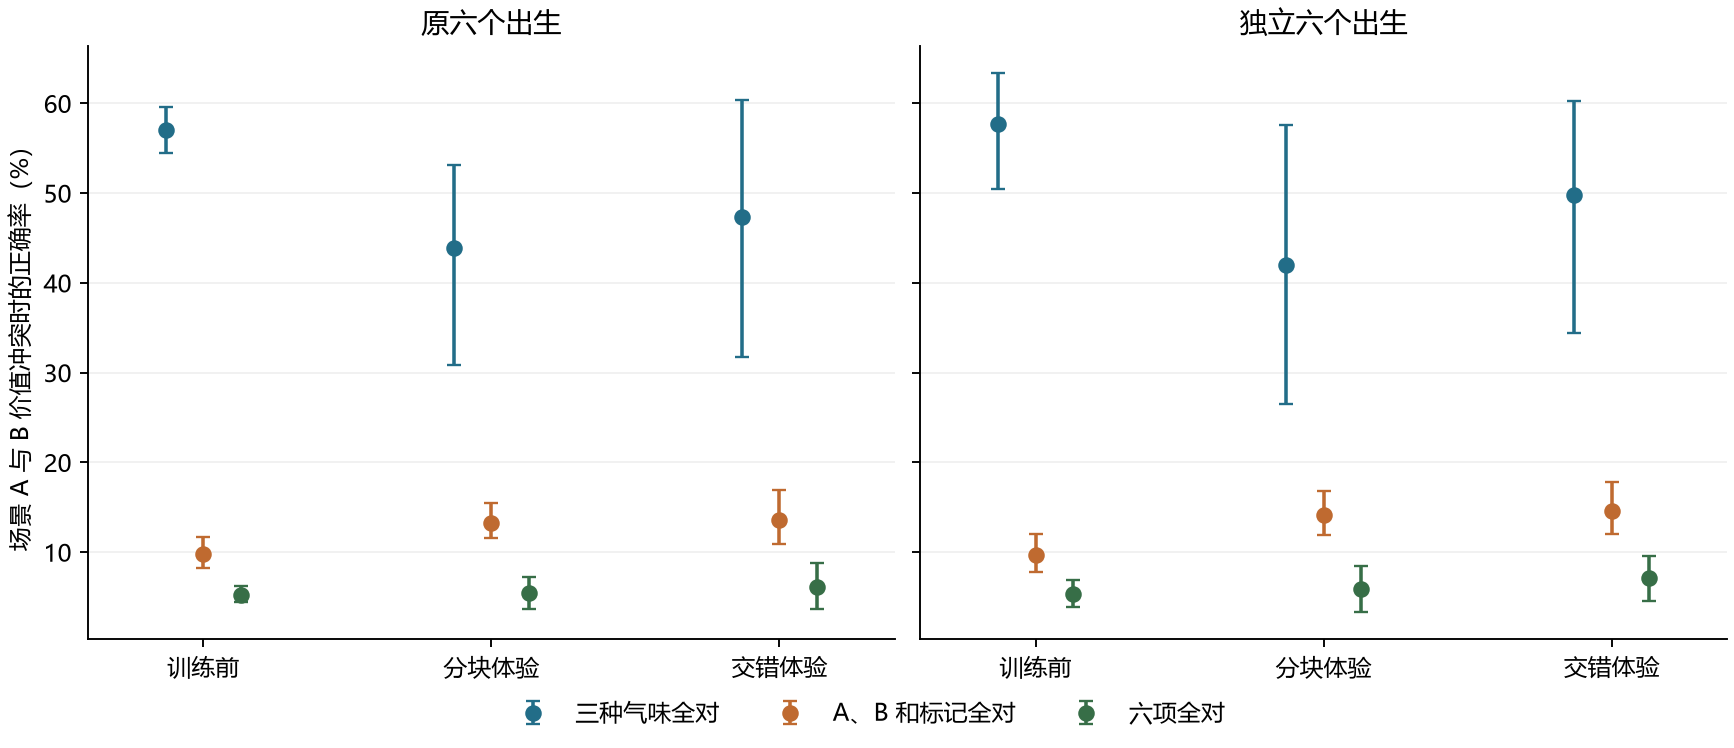 原六个出生
独立六个出生
场景 A 与 B 价值冲突时的正确率（%）
60
50
40
30
20
10
训练前
分块体验
交错体验
训练前
分块体验
交错体验
三种气味全对
A、B 和标记全对
六项全对